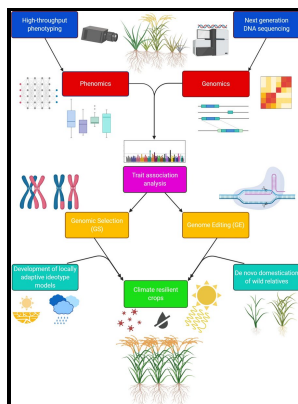 High-throughput
phenotyping
Next generation
DNA sequencing
Phenomics
Genomics
Trait association
analysis
Genomic Selection
(GS)
Genome Editing (GE)
Development of locally
adaptive ideotype
models
Climate resilient
crops
De novo domestication
of wild relatives